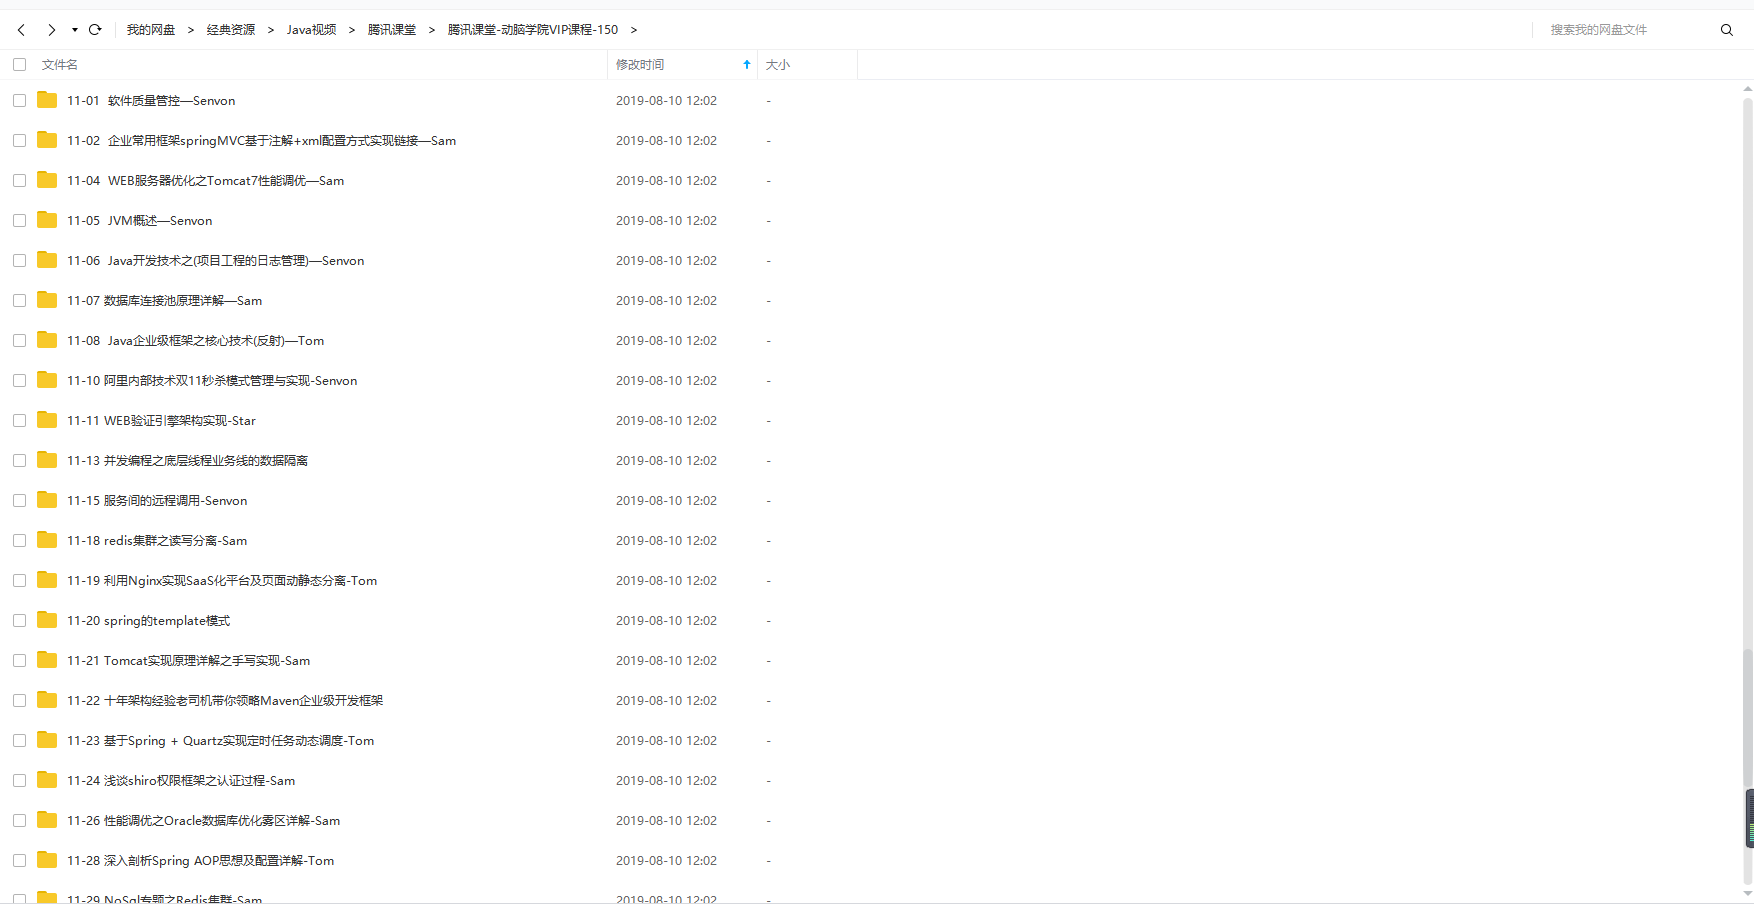 我的网盘 > 经典资源 > Java视频 > 腾讯课堂 > 腾讯课堂-动脑学院VIP课程-150 > 搜索我的网盘文件
文件名 修改时间 大小
11-01 软件质量管控—Senvon 2019-08-10 12:02 -
11-02 企业常用框架springMVC基于注解+xml配置方式实现链接—Sam 2019-08-10 12:02 -
11-04 WEB服务器优化之Tomcat7性能调优—Sam 2019-08-10 12:02 -
11-05 JVM概述—Senvon 2019-08-10 12:02 -
11-06 Java开发技术之(项目工程的日志管理)—Senvon 2019-08-10 12:02 -
11-07 数据库连接池原理详解—Sam 2019-08-10 12:02 -
11-08 Java企业级框架之核心技术(反射)—Tom 2019-08-10 12:02 -
11-10 阿里内部技术双11秒杀模式管理与实现-Senvon 2019-08-10 12:02 -
11-11 WEB验证引擎架构实现-Star 2019-08-10 12:02 -
11-13 并发编程之底层线程业务线的数据隔离 2019-08-10 12:02 -
11-15 服务间的远程调用-Senvon 2019-08-10 12:02 -
11-18 redis集群之读写分离-Sam 2019-08-10 12:02 -
11-19 利用Nginx实现SaaS化平台及页面动静态分离-Tom 2019-08-10 12:02 -
11-20 spring的template模式 2019-08-10 12:02 -
11-21 Tomcat实现原理详解之手写实现-Sam 2019-08-10 12:02 -
11-22 十年架构经验老司机带你领略Maven企业级开发框架 2019-08-10 12:02 -
11-23 基于Spring + Quartz实现定时任务动态调度-Tom 2019-08-10 12:02 -
11-24 浅谈shiro权限框架之认证过程-Sam 2019-08-10 12:02 -
11-26 性能调优之Oracle数据库优化雾区详解-Sam 2019-08-10 12:02 -
11-28 深入剖析Spring AOP思想及配置详解-Tom 2019-08-10 12:02 -
11-29 NoSql专题之Redis集群-Sam 2019-08-10 12:02 -